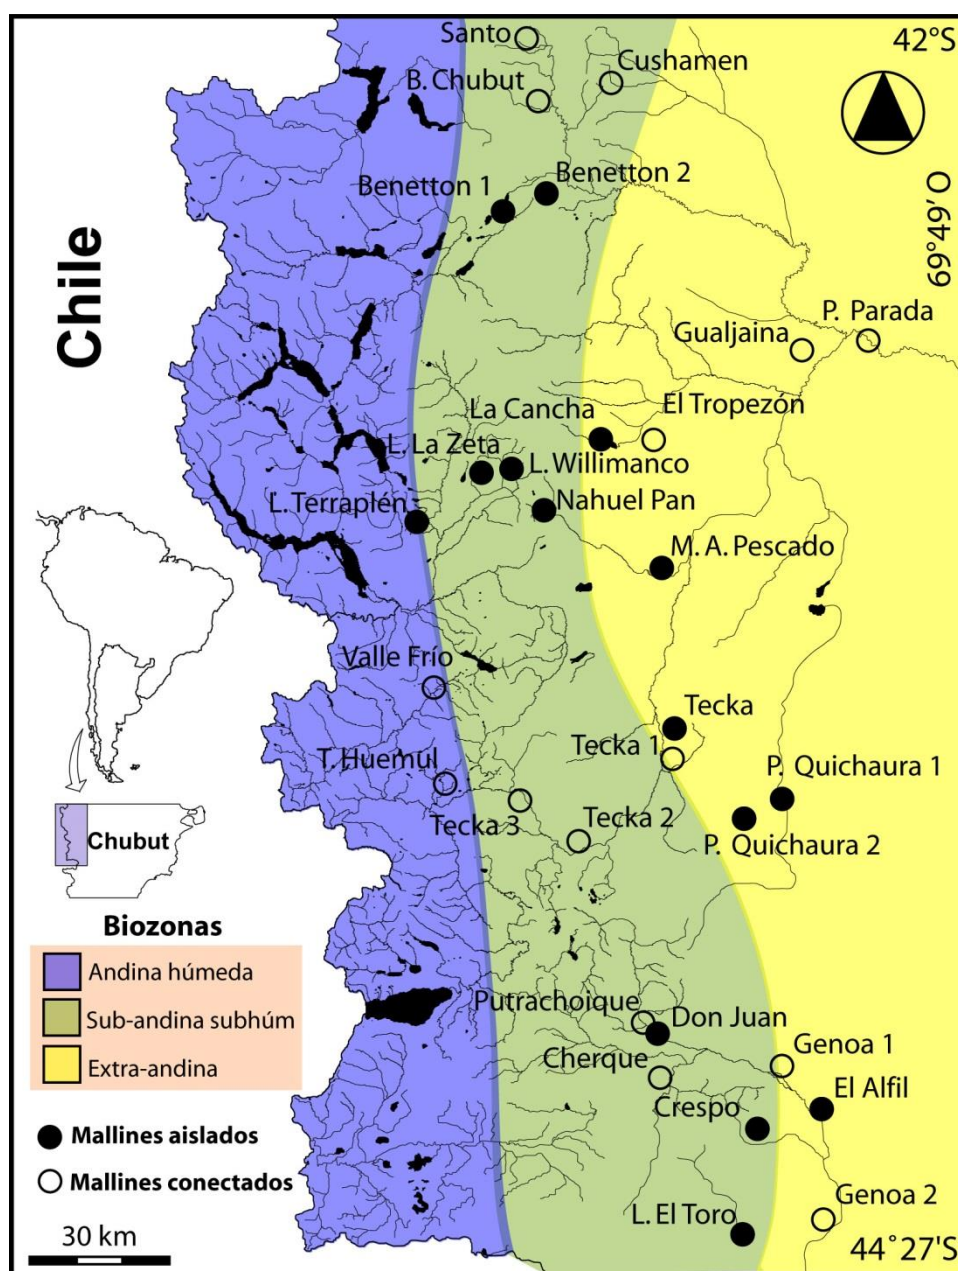 Santo
42°S
Cushamen
B. Chubut
Benetton 2
Benetton 1
69°49' O
Chile
P. Parada
Gualjaina
La Cancha
El Tropezón
L. La Zeta
L. Willimanco
L. Terraplén
Nahuel Pan
M. A. Pescado
Valle Frío
Tecka
Tecka 1
T. Huemul
P. Quichaura 1
Tecka 3
Tecka 2
P. Quichaura 2
Chubut
Biozonas
Andina húmeda
Sub-andina subhúm
Extra-andina
Putrachoique
Don Juan
Genoa 1
Cherque
El Alfil
Crespo
Mallines aislados
Mallines conectados
Genoa 2
L. El Toro
30 km
44°27'S